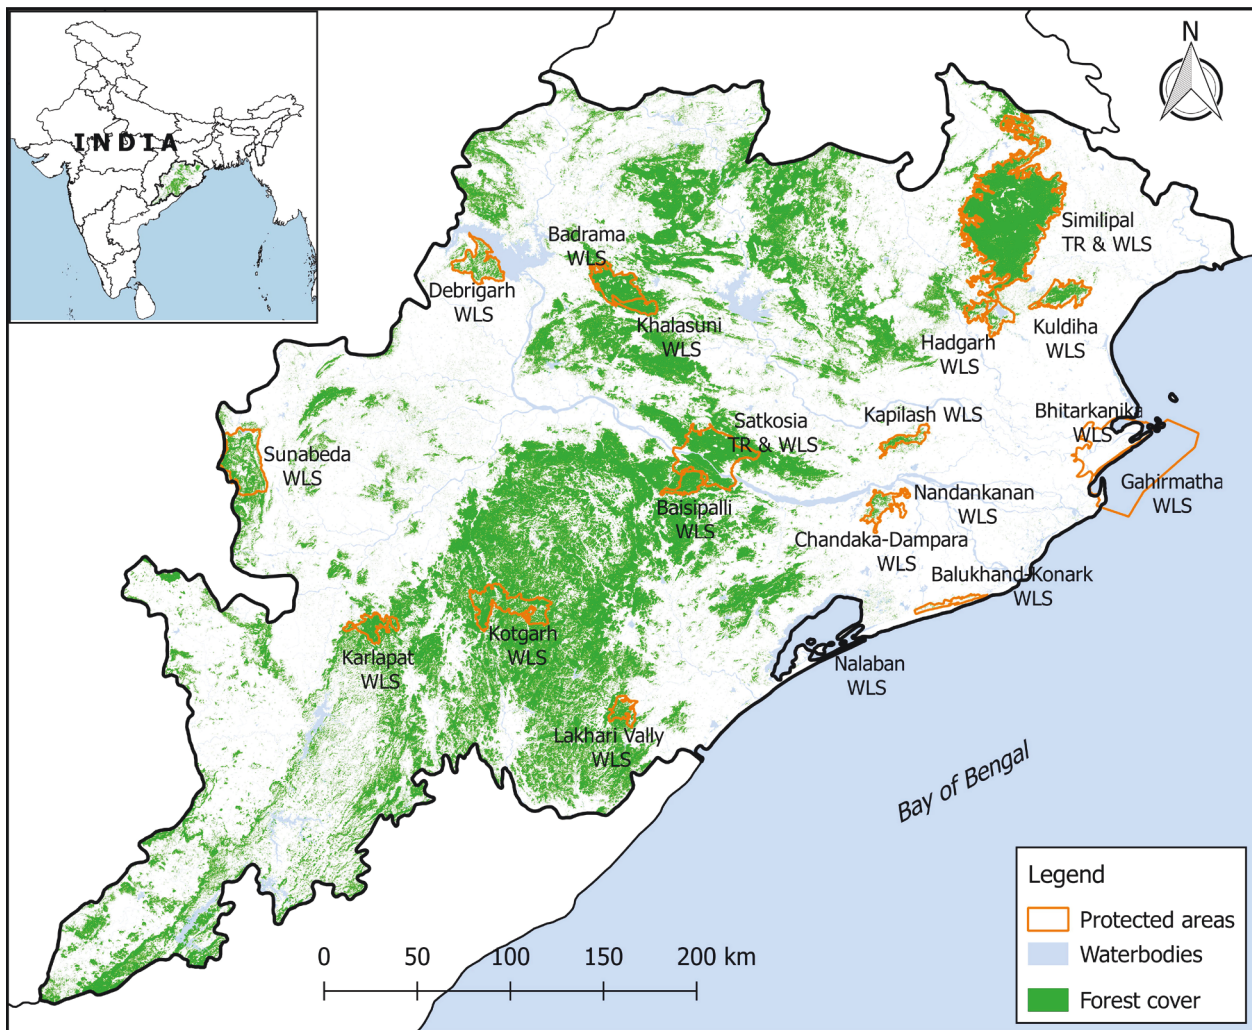 INDIA
N
Similipal
TR & WLS
Badrama
WLS
Debrigarh
WLS
Khalasuni
WLS
Hadgarh
WLS
Kuldiha
WLS
Kapilash WLS
Bhitarkanika
WLS
Satkosia
TR & WLS
Sunabeda
WLS
Gahirmatha
WLS
Baisipalli
WLS
Nandankanan
WLS
Chandaka-Dampara
WLS
Balukhand-Konark
WLS
Kotgarh
WLS
Karlapat
WLS
Nalaban
WLS
Lakhari Vally
WLS
Bay of Bengal
Legend
Protected areas
Waterbodies
Forest cover
0 50 100 150 200 km